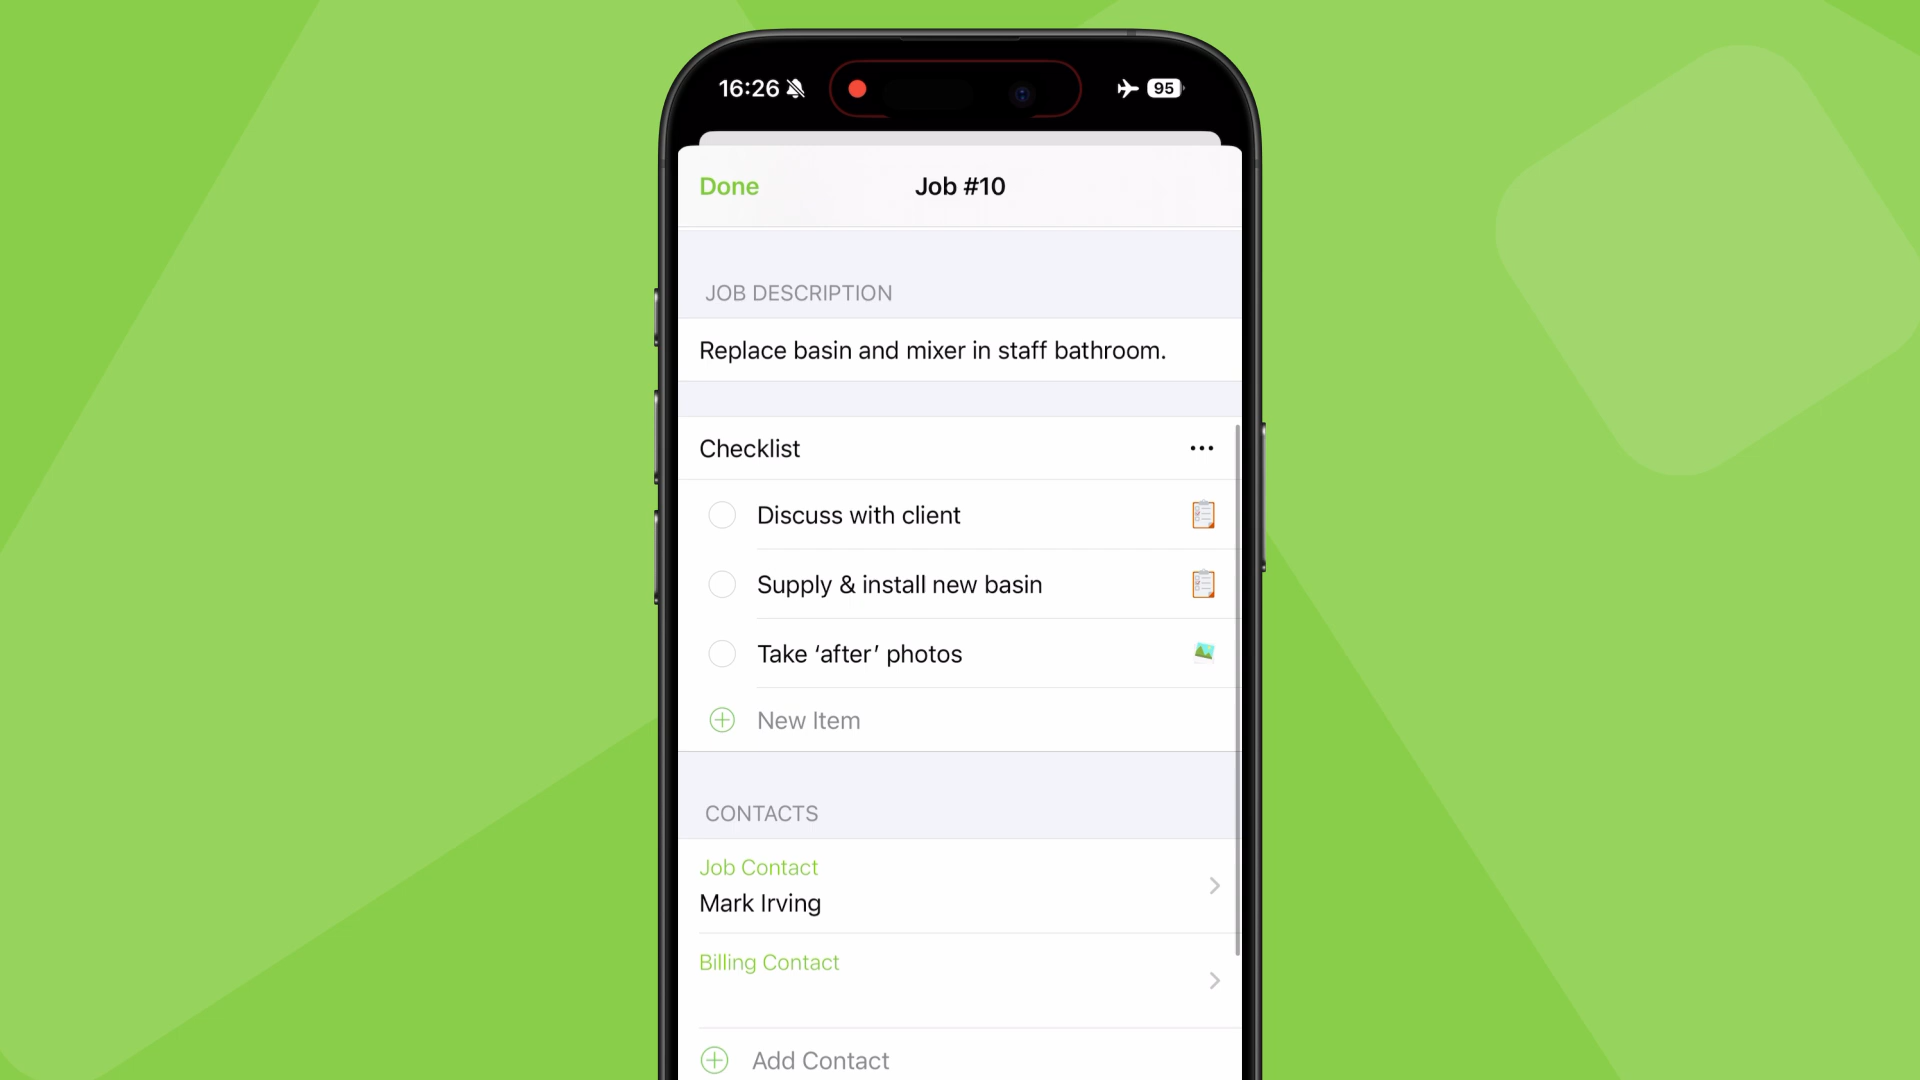 16:26
95
Done
Job #10
JOB DESCRIPTION
Replace basin and mixer in staff bathroom.
Checklist
Discuss with client
Supply & install new basin
Take ‘after’ photos
New Item
CONTACTS
Job Contact
Mark Irving
Billing Contact
Add Contact